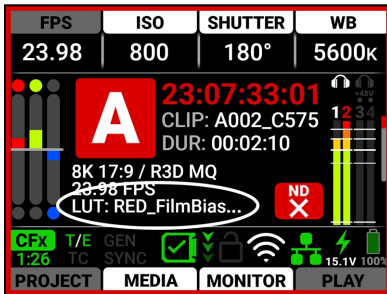 FPS ISO SHUTTER WB
23.98 800 180° 5600K
A
23:07:33:01
CLIP: A002_C575
DUR: 00:02:10
+48V
1 2 3 4
8K 17:9 / R3D MQ
23.98 FPS
LUT: RED_FilmBias...
ND
CFX T/E GEN
1:26 TC SYNC 15.1V 100%
PROJECT MEDIA MONITOR PLAY